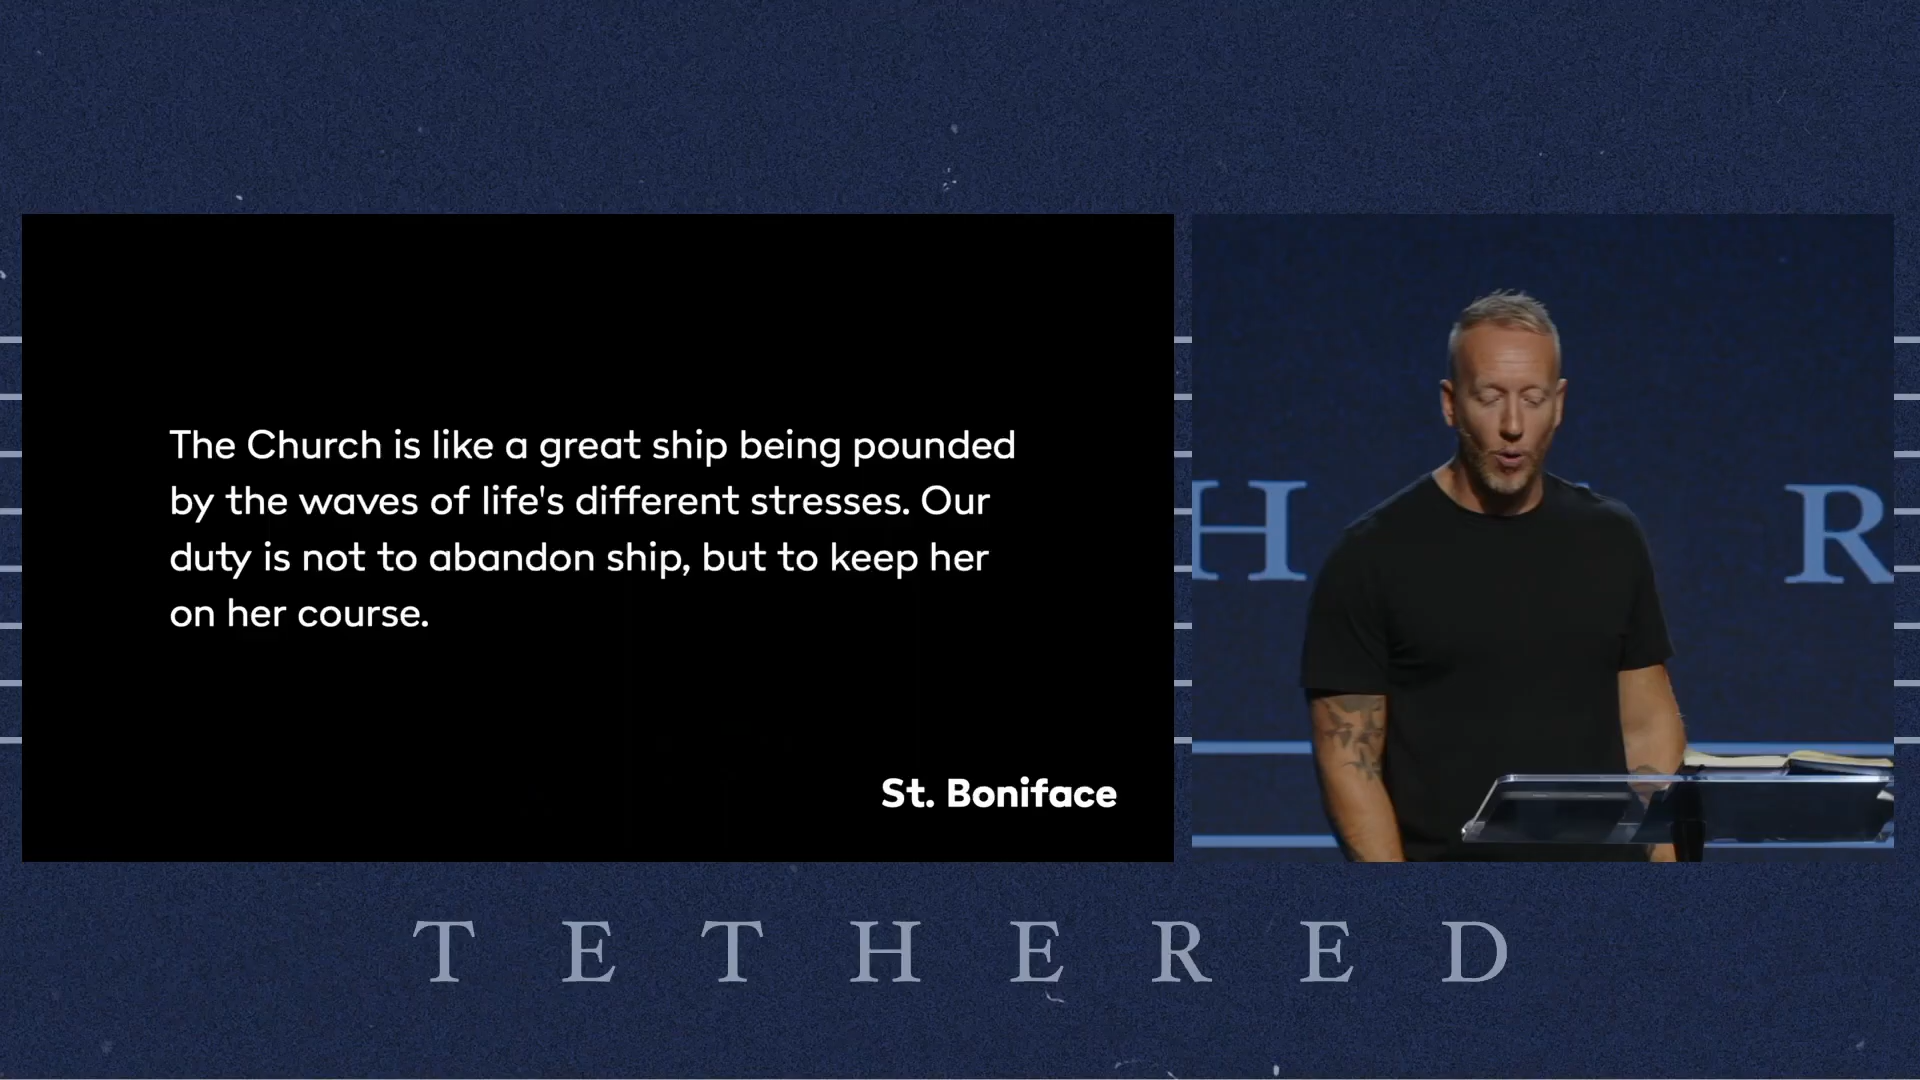 The Church is like a great ship being pounded
by the waves of life's different stresses. Our
duty is not to abandon ship, but to keep her
on her course.
St. Boniface
H R
T E T H E R E D